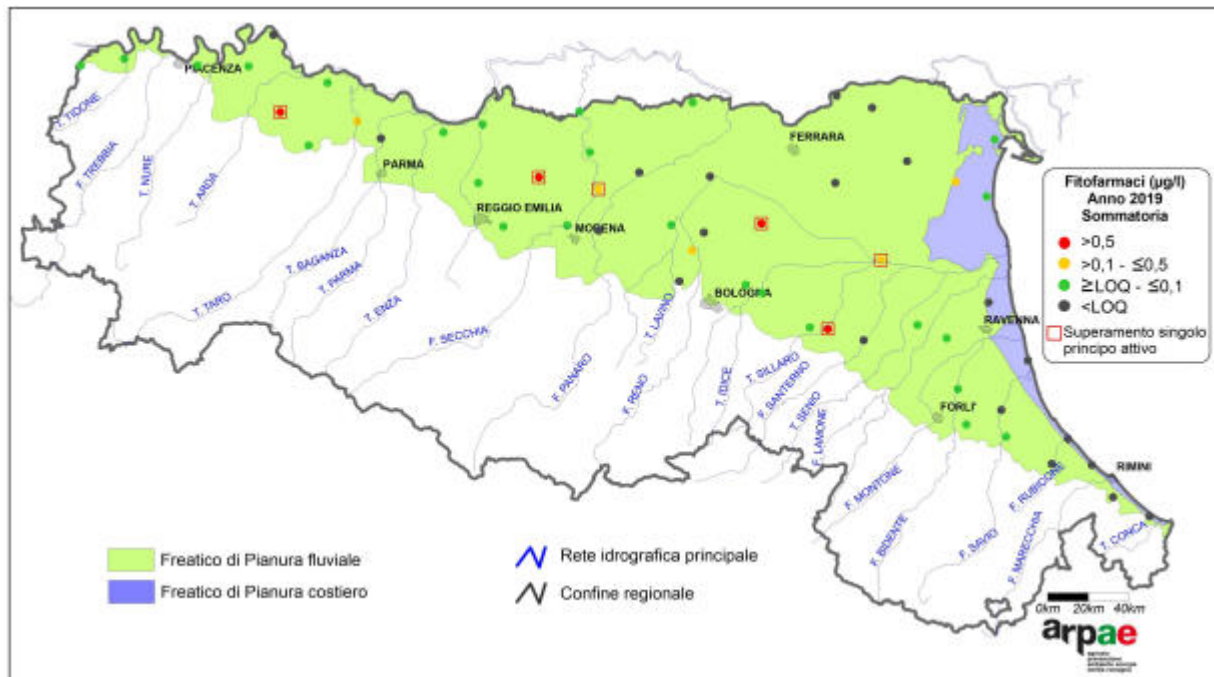 PIACENZA
T. TIDONE
F. TREBBIA
T. NURE
T. ARDA
PARMA
FERRARA
REGGIO EMILIA
MODENA
BOLOGNA
RAVENNA
FORLI'
RIMINI
T. TARO
T. BAGANZA
T. PARMA
T. ENZA
F. SECCHIA
F. PANARO
F. RENO
T. LAVINO
T. IDICE
T. SILLARO
F. SANTERNO
T. SENIO
F. LAMONE
F. MONTONE
F. BIDENTE
F. SAVIO
F. RUBICONE
F. MARECCHIA
T. CONCA
Fitofarmaci (µg/l)
Anno 2019
Sommatoria
>0,5
>0,1 - ≤0,5
≥LOQ - ≤0,1
<LOQ
Superamento singolo
principo attivo
Freatico di Pianura fluviale
Freatico di Pianura costiero
Rete idrografica principale
Confine regionale
0km 20km 40km
arpae